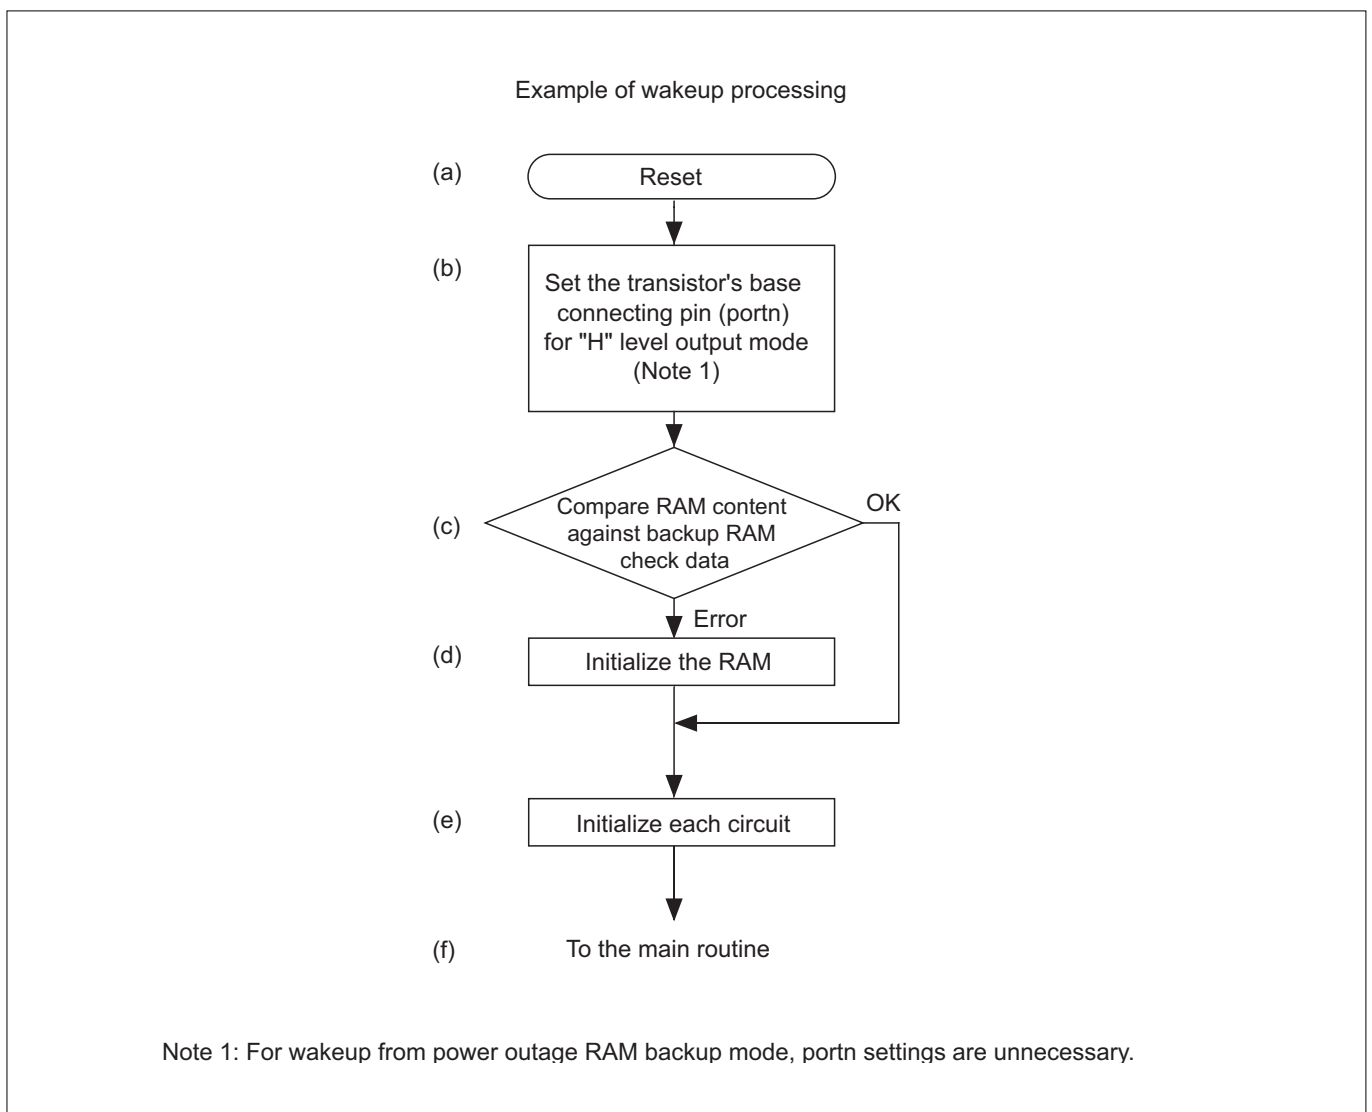 Example of wakeup processing
(a)
Reset
(b)
Set the transistor's base
connecting pin (portn)
for "H" level output mode
(Note 1)
(c)
Compare RAM content
against backup RAM
check data
OK
Error
(d)
Initialize the RAM
(e)
Initialize each circuit
(f)
To the main routine
Note 1: For wakeup from power outage RAM backup mode, portn settings are unnecessary.